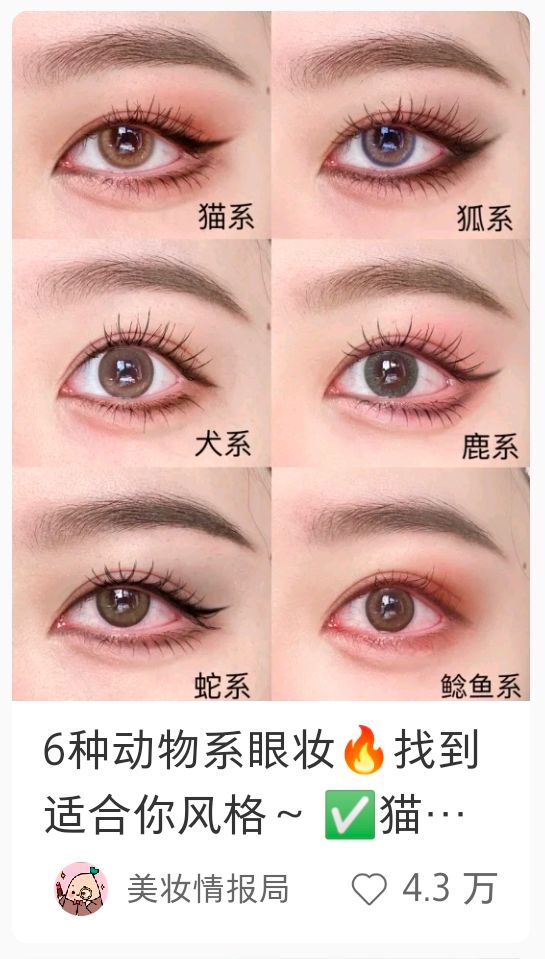 猫系
狐系
犬系
鹿系
蛇系
鲶鱼系
6种动物系眼妆🔥找到
适合你风格~ ✅猫…
美妆情报局
4.3 万